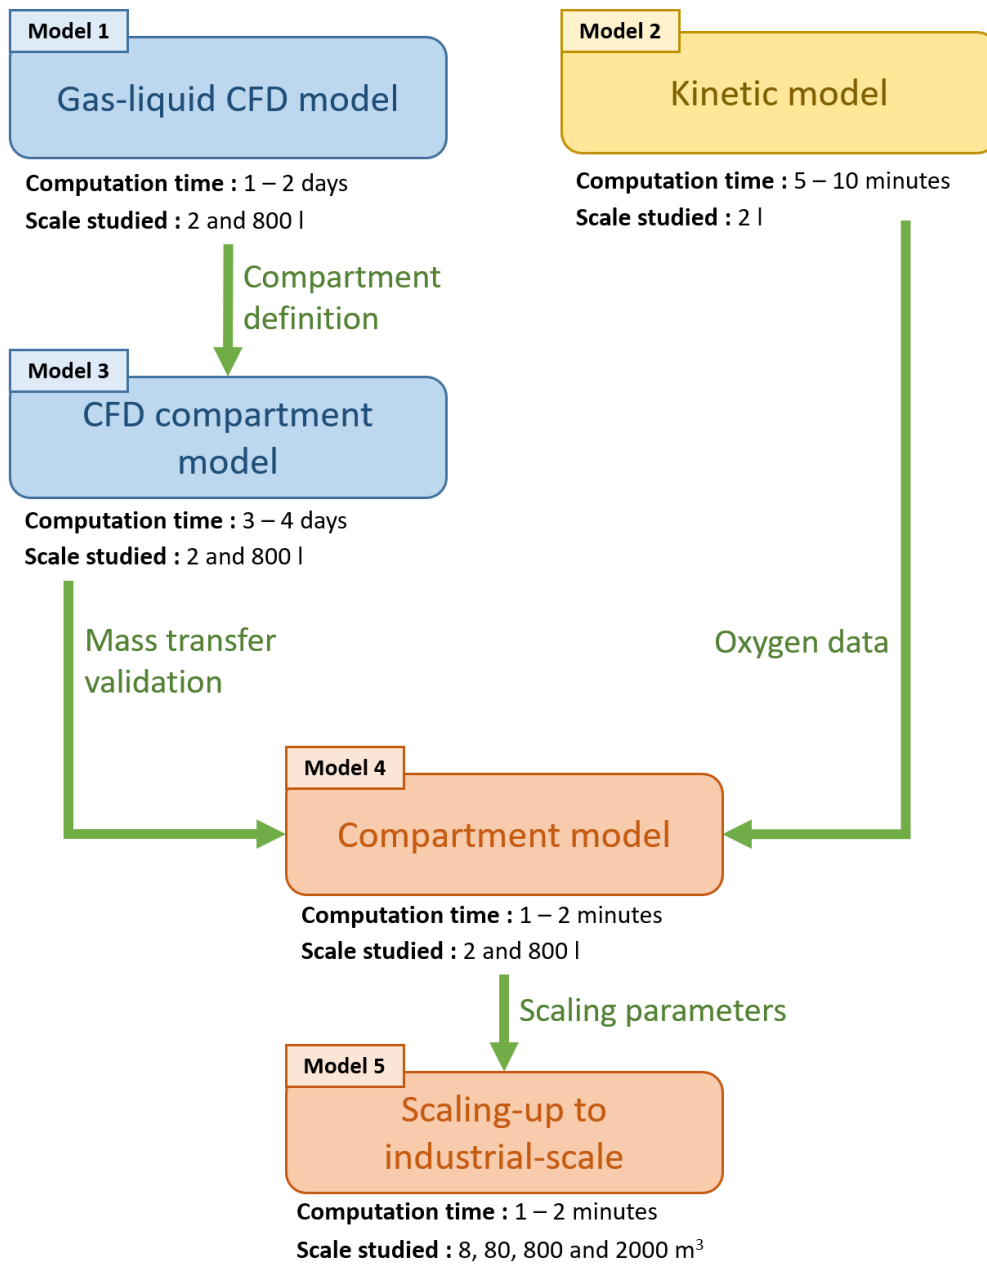 Model 1
Gas-liquid CFD model
Computation time : 1 – 2 days
Scale studied : 2 and 800 l
Model 2
Kinetic model
Computation time : 5 – 10 minutes
Scale studied : 2 l
Compartment
definition
Model 3
CFD compartment
model
Computation time : 3 – 4 days
Scale studied : 2 and 800 l
Mass transfer
validation
Oxygen data
Model 4
Compartment model
Computation time : 1 – 2 minutes
Scale studied : 2 and 800 l
Scaling parameters
Model 5
Scaling-up to
industrial-scale
Computation time : 1 – 2 minutes
Scale studied : 8, 80, 800 and 2000 m³